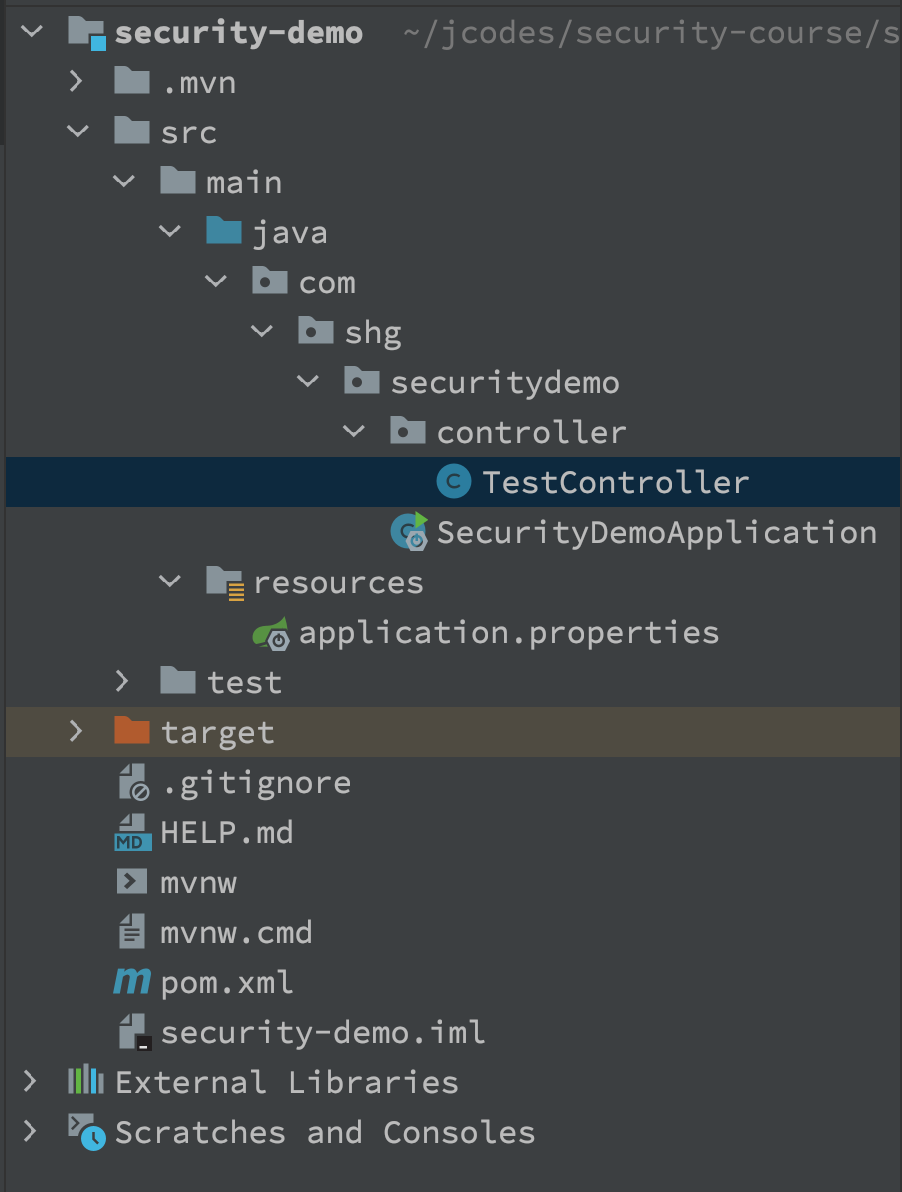 security-demo ~/jcodes/security-course/s
.mvn
src
main
java
com
shg
securitydemo
controller
C TestController
SecurityDemoApplication
resources
application.properties
test
target
.gitignore
MD HELP.md
mvnw
mvnw.cmd
m pom.xml
security-demo.iml
External Libraries
Scratches and Consoles